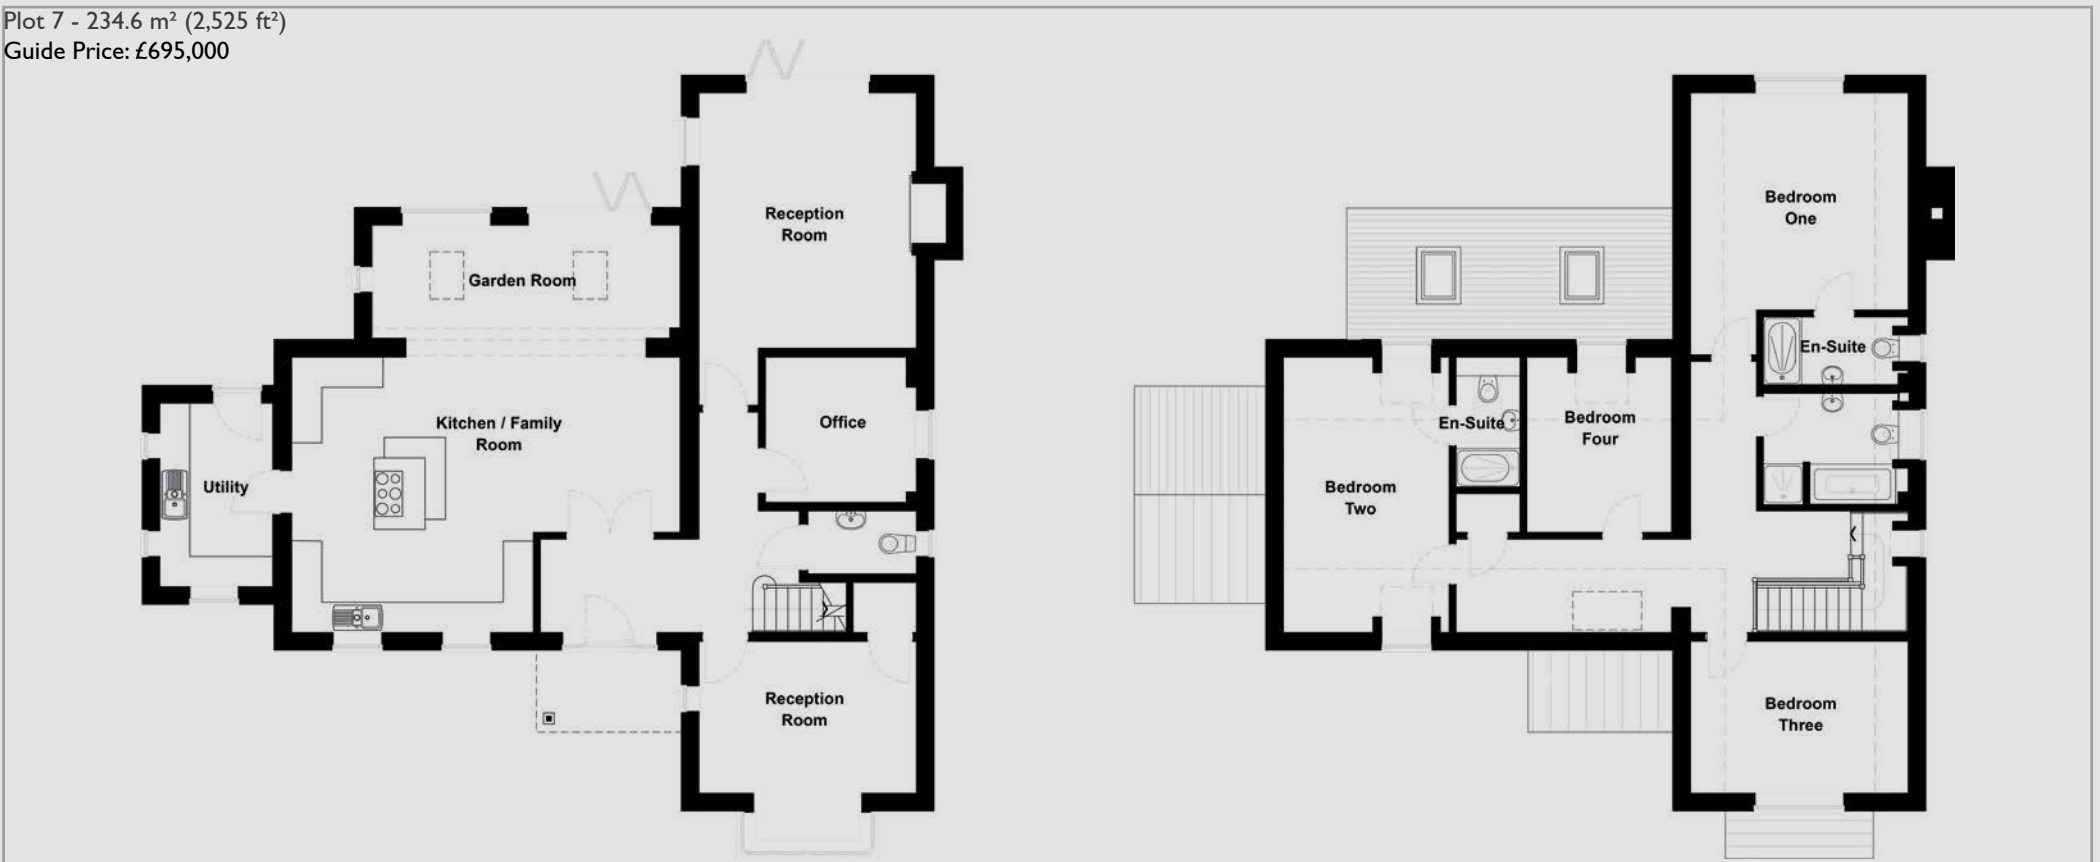 Plot 7 - 234.6 m² (2,525 ft²)
Guide Price: £695,000
Reception
Room
Garden Room
Kitchen / Family
Room
Office
Utility
Reception
Room
Bedroom
One
En-Suite
En-Suite
Bedroom
Four
Bedroom
Two
Bedroom
Three